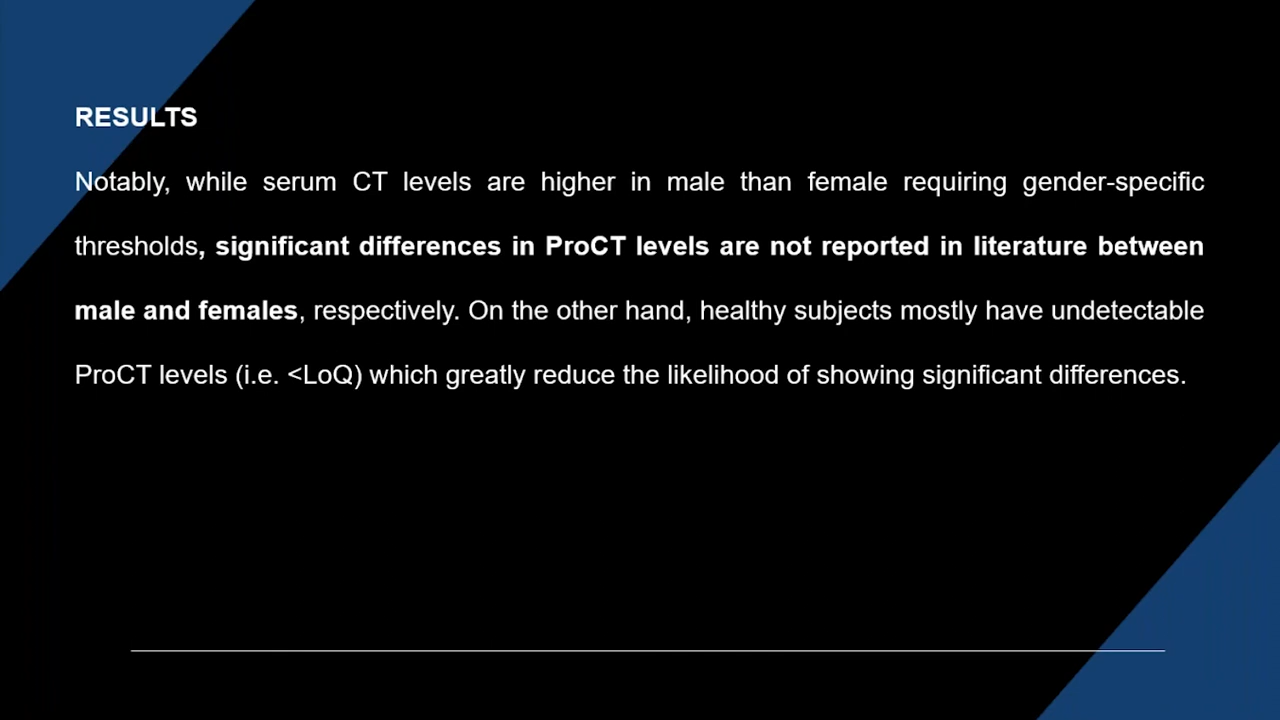 RESULTS
Notably, while serum CT levels are higher in male than female requiring gender-specific
thresholds, significant differences in ProCT levels are not reported in literature between
male and females, respectively. On the other hand, healthy subjects mostly have undetectable
ProCT levels (i.e. <LoQ) which greatly reduce the likelihood of showing significant differences.